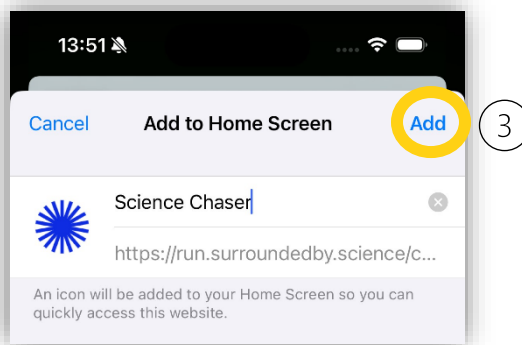 13:51
Cancel Add to Home Screen Add
3
Science Chaser
https://run.surroundedby.science/c...
An icon will be added to your Home Screen so you can
quickly access this website.